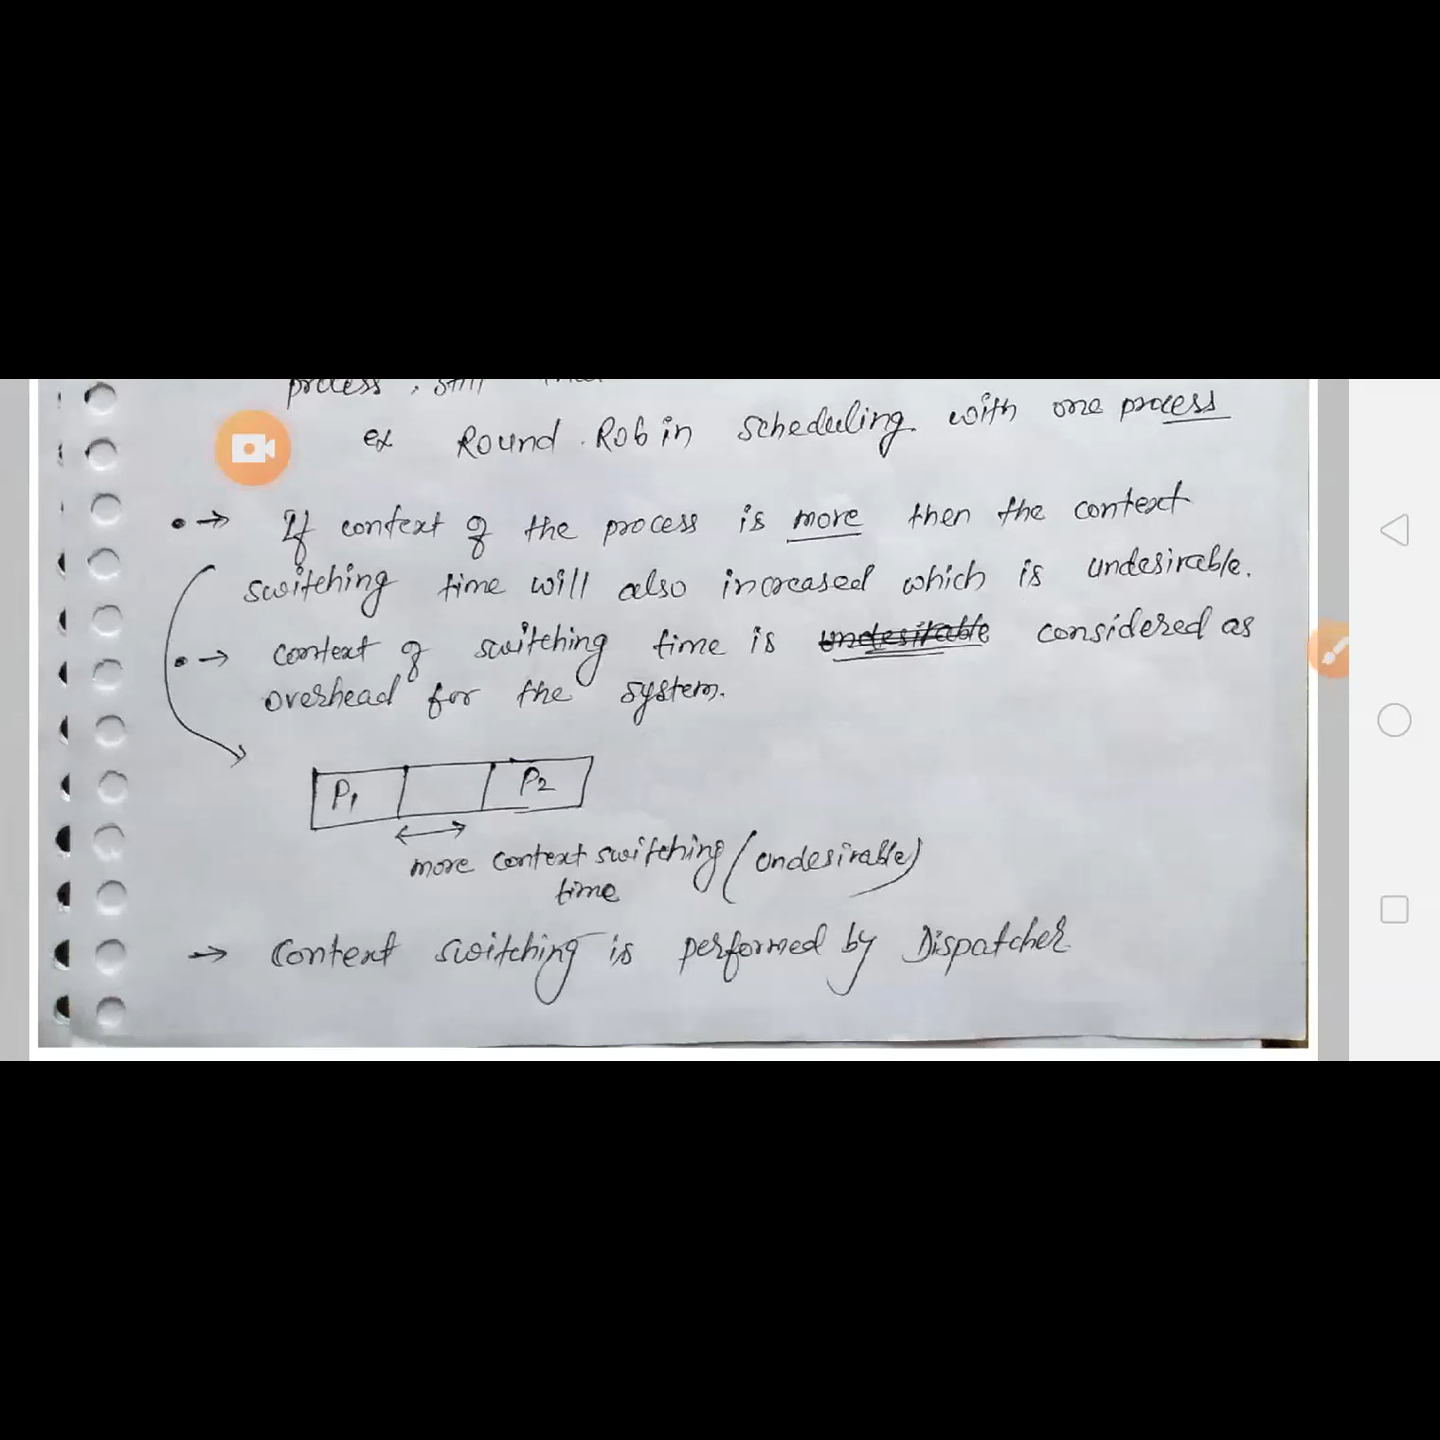 process, still
ex Round Robin scheduling with one process
•→ If context of the process is more then the context
switching time will also increased which is undesirable.
•→ context of switching time is undesirable considered as
overhead for the system.
P1 P2
more context switching (undesirable)
time
→ Context switching is performed by Dispatcher